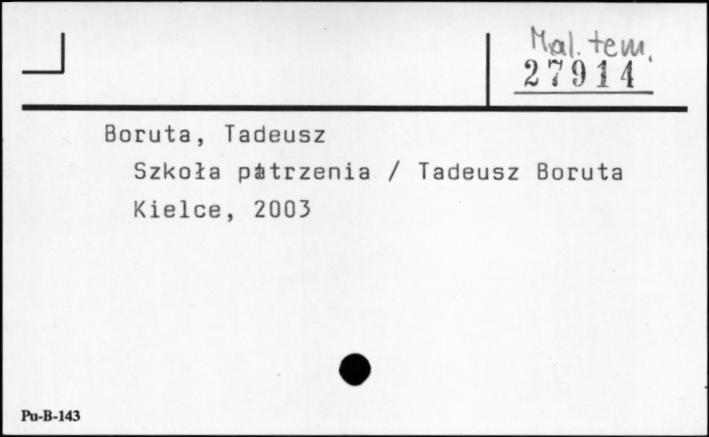 Mal. tem.
27914
Boruta, Tadeusz
Szkoła patrzenia / Tadeusz Boruta
Kielce, 2003
Pu-B-143